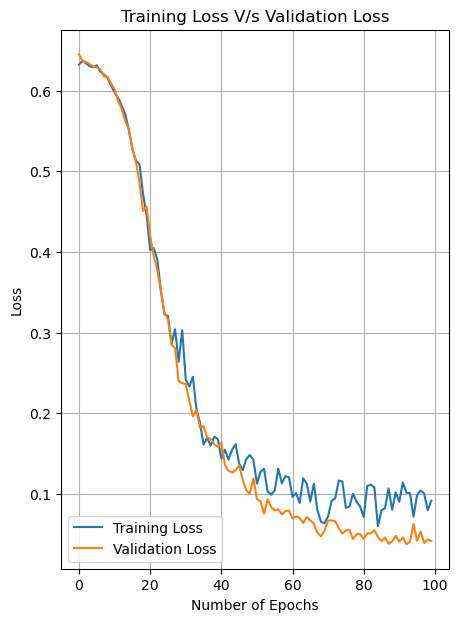 Training Loss V/s Validation Loss
0.6
0.5
0.4
0.3
0.2
0.1
Loss
Training Loss
Validation Loss
0 20 40 60 80 100
Number of Epochs